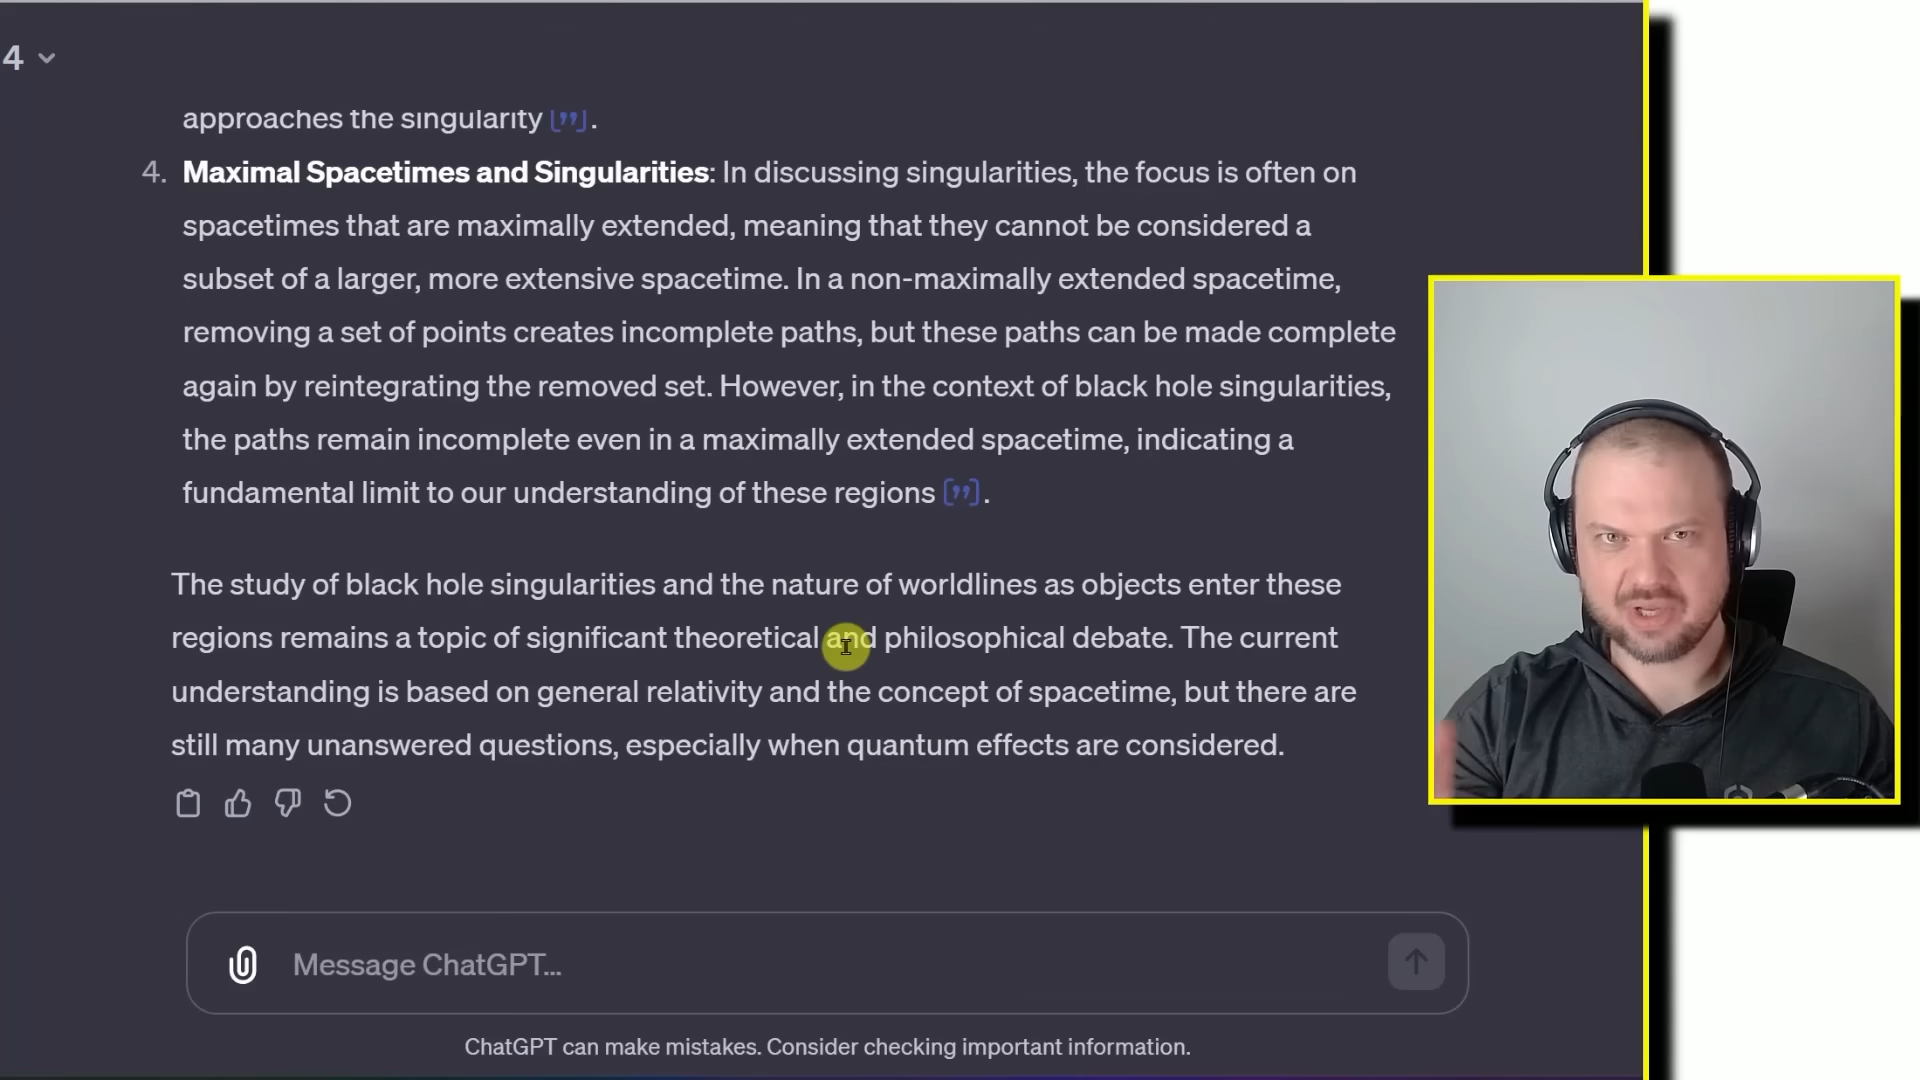 4
approaches the singularity ["].
4. Maximal Spacetimes and Singularities: In discussing singularities, the focus is often on
spacetimes that are maximally extended, meaning that they cannot be considered a
subset of a larger, more extensive spacetime. In a non-maximally extended spacetime,
removing a set of points creates incomplete paths, but these paths can be made complete
again by reintegrating the removed set. However, in the context of black hole singularities,
the paths remain incomplete even in a maximally extended spacetime, indicating a
fundamental limit to our understanding of these regions ["].
The study of black hole singularities and the nature of worldlines as objects enter these
regions remains a topic of significant theoretical and philosophical debate. The current
understanding is based on general relativity and the concept of spacetime, but there are
still many unanswered questions, especially when quantum effects are considered.
Message ChatGPT...
ChatGPT can make mistakes. Consider checking important information.